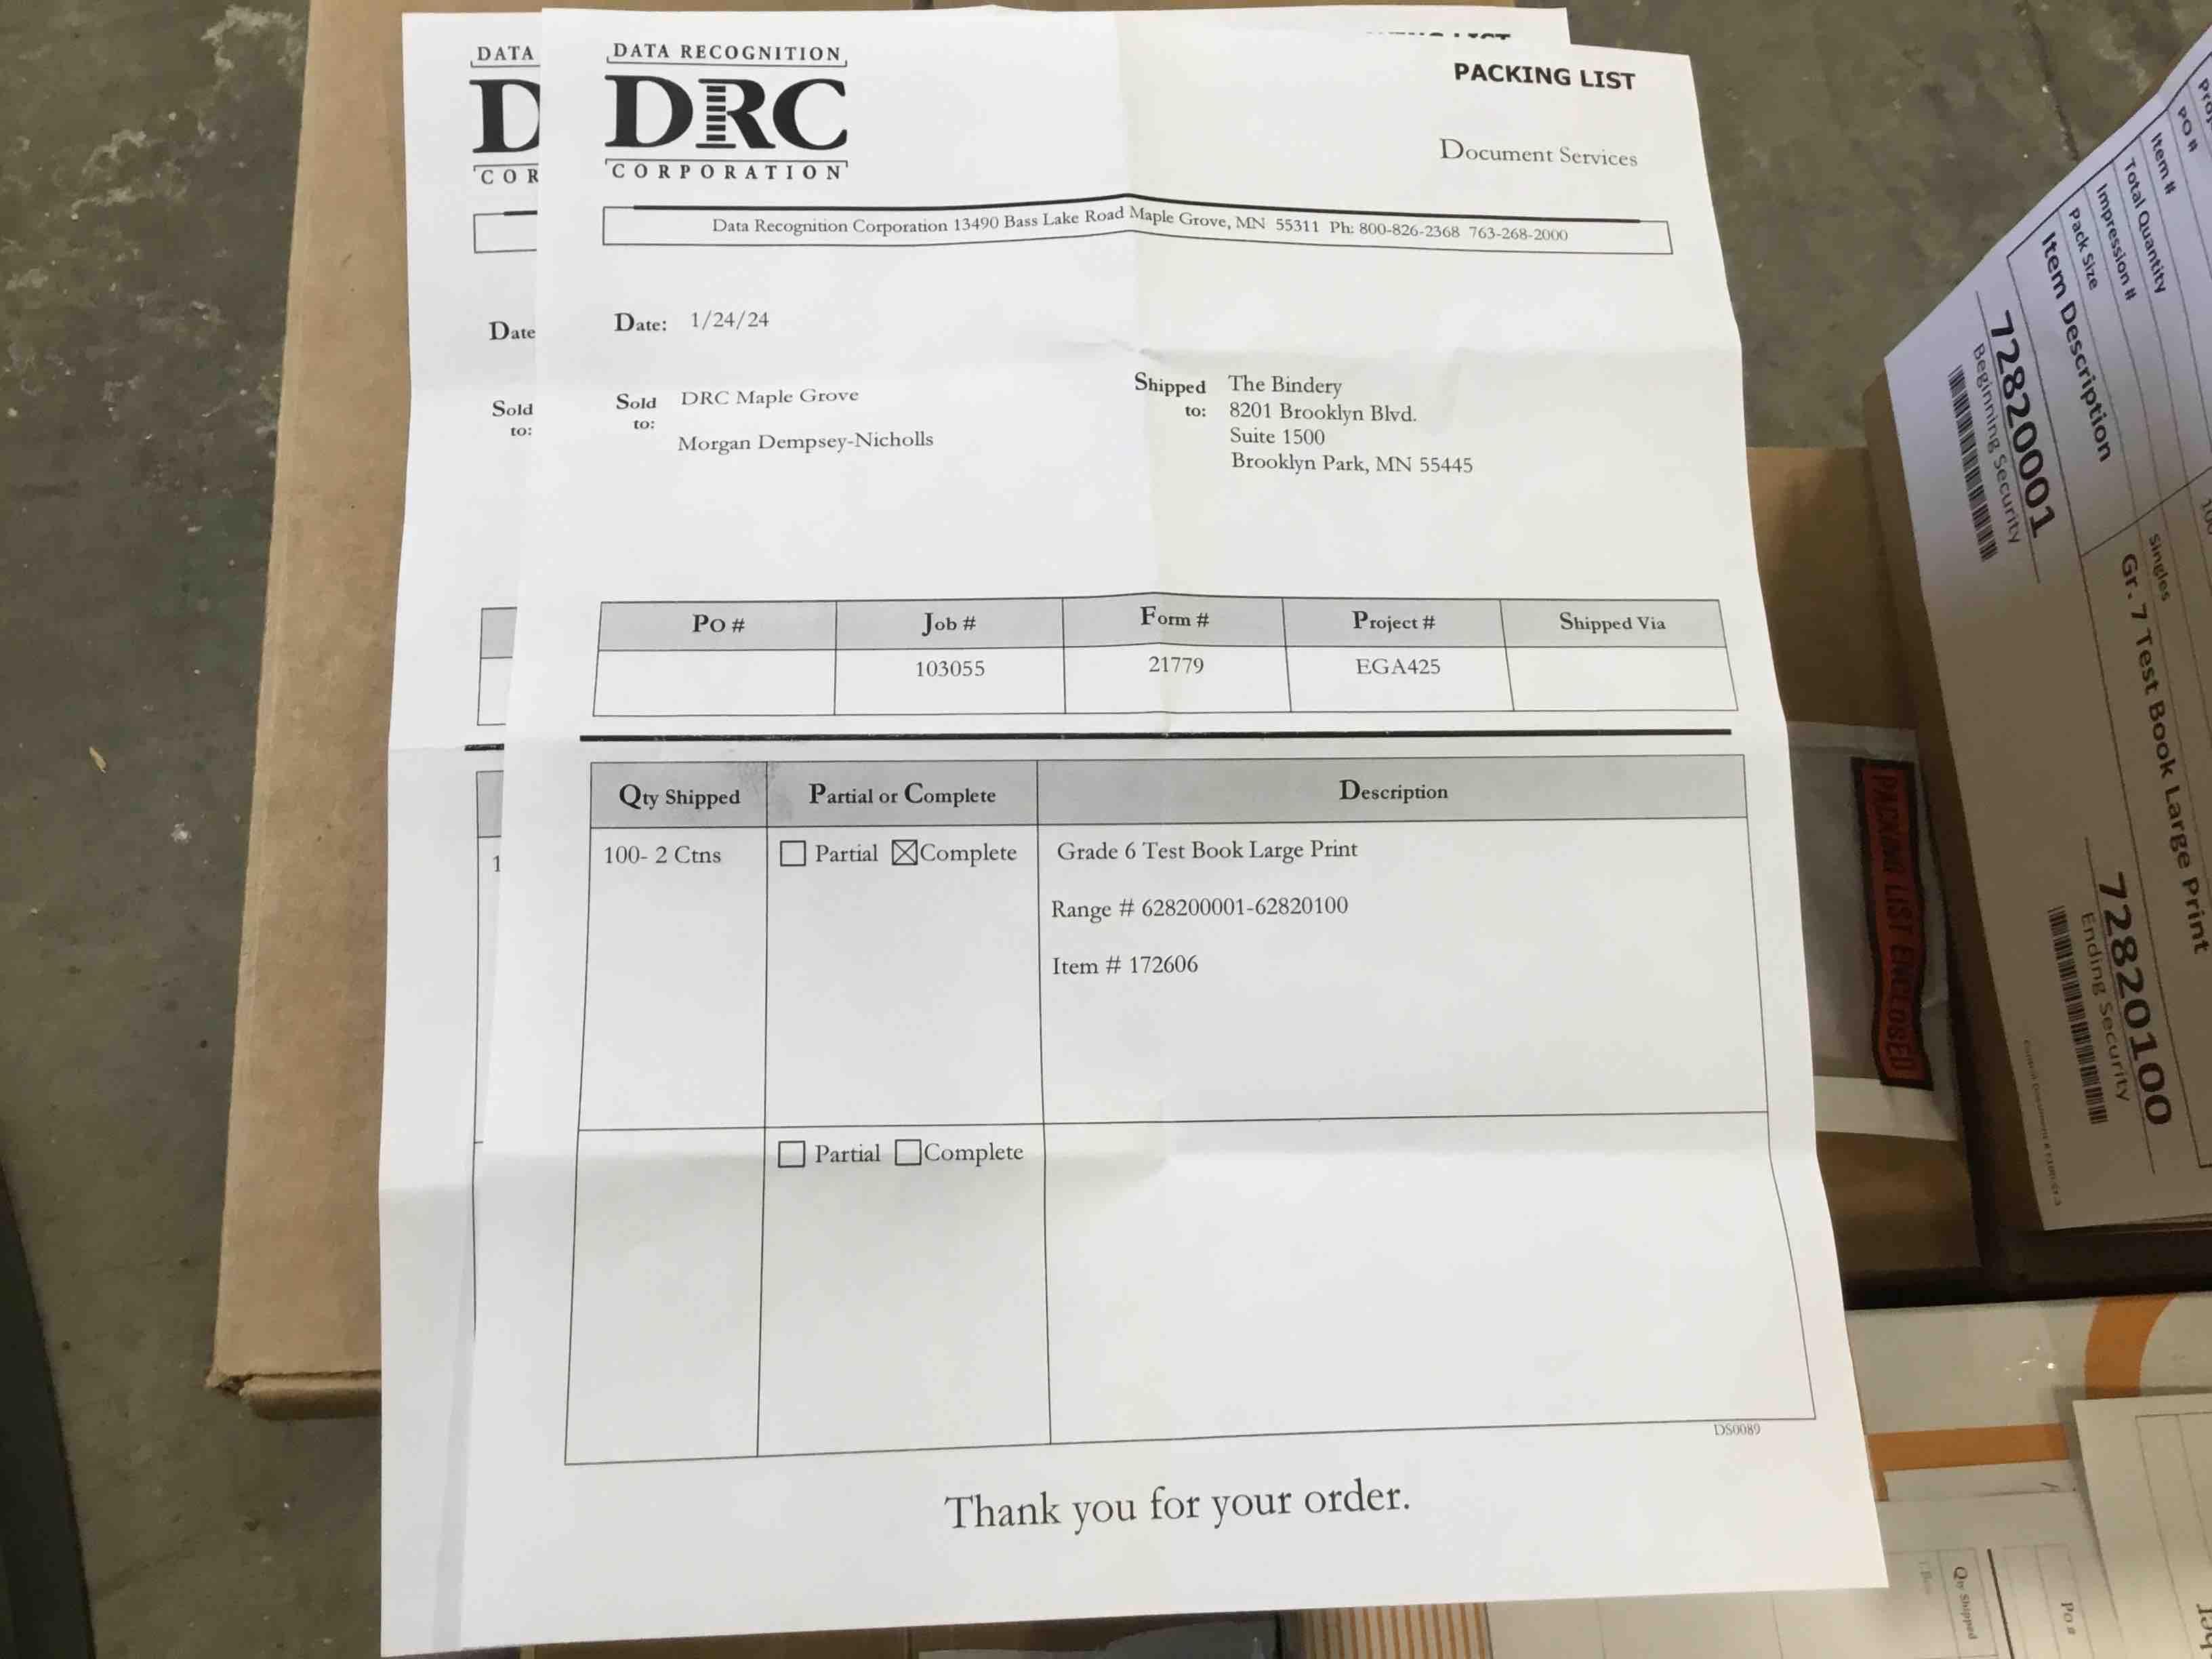 DATA
D
COR
Date
Sold
to:
1
DATA RECOGNITION
DRC
CORPORATION
PACKING LIST
Document Services
Data Recognition Corporation 13490 Bass Lake Road Maple Grove, MN 55311 Ph: 800-826-2368 763-268-2000
Date: 1/24/24
Sold to: DRC Maple Grove
Morgan Dempsey-Nicholls
Shipped to: The Bindery
8201 Brooklyn Blvd.
Suite 1500
Brooklyn Park, MN 55445
PO # Job # Form # Project # Shipped Via
103055 21779 EGA425
Qty Shipped Partial or Complete Description
100- 2 Ctns Partial Complete Grade 6 Test Book Large Print
Range # 628200001-62820100
Item # 172606
Partial Complete
DS0089
Thank you for your order.
PO #
Item #
Total Quantity
Impression #
Pack Size
Singles
Item Description
Gr. 7 Test Book Large Print
72820001
Beginning Security
72820100
Ending Security
PACKING LIST ENCLOSED
PO #
Qty Shipped